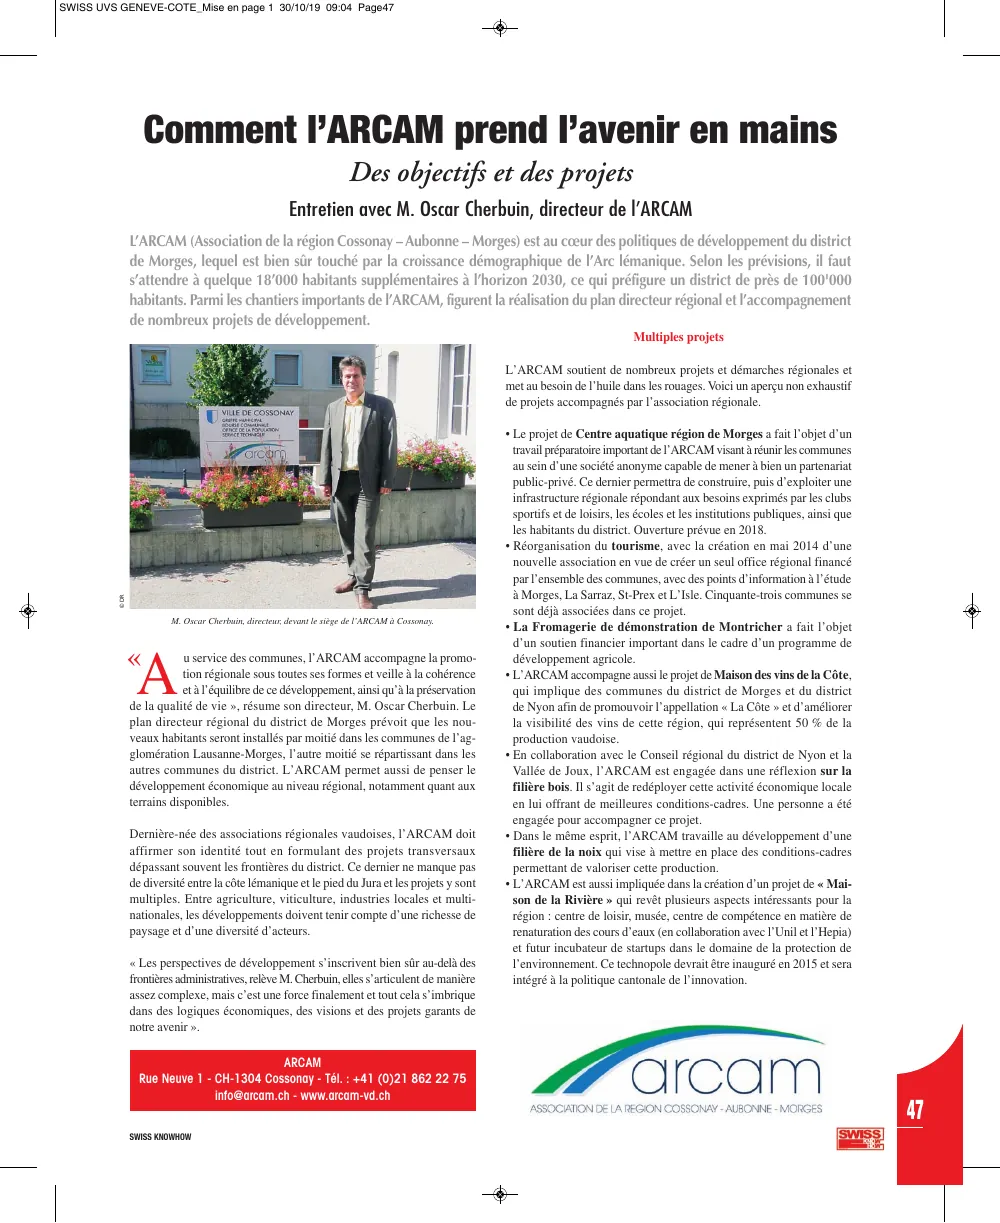 SWISS UVS GENEVE-COTE_Mise en page 1 30/10/19 09:04 Page47
Comment l’ARCAM prend l’avenir en mains
Des objectifs et des projets
Entretien avec M. Oscar Cherbuin, directeur de l’ARCAM
L’ARCAM (Association de la région Cossonay – Aubonne – Morges) est au cœur des politiques de développement du district
de Morges, lequel est bien sûr touché par la croissance démographique de l’Arc lémanique. Selon les prévisions, il faut
s’attendre à quelque 18’000 habitants supplémentaires à l’horizon 2030, ce qui préfigure un district de près de 100'000
habitants. Parmi les chantiers importants de l’ARCAM, figurent la réalisation du plan directeur régional et l’accompagnement
de nombreux projets de développement.
VILLE DE COSSONAY
GREFFE MUNICIPAL
BOURSE COMMUNALE
OFFICE DE LA POPULATION
SERVICE TECHNIQUE
arcam
© DR
M. Oscar Cherbuin, directeur, devant le siège de l’ARCAM à Cossonay.
«Au service des communes, l’ARCAM accompagne la promo-
tion régionale sous toutes ses formes et veille à la cohérence
et à l’équilibre de ce développement, ainsi qu’à la préservation
de la qualité de vie », résume son directeur, M. Oscar Cherbuin. Le
plan directeur régional du district de Morges prévoit que les nou-
veaux habitants seront installés par moitié dans les communes de l’ag-
glomération Lausanne-Morges, l’autre moitié se répartissant dans les
autres communes du district. L’ARCAM permet aussi de penser le
développement économique au niveau régional, notamment quant aux
terrains disponibles.
Dernière-née des associations régionales vaudoises, l’ARCAM doit
affirmer son identité tout en formulant des projets transversaux
dépassant souvent les frontières du district. Ce dernier ne manque pas
de diversité entre la côte lémanique et le pied du Jura et les projets y sont
multiples. Entre agriculture, viticulture, industries locales et multi-
nationales, les développements doivent tenir compte d’une richesse de
paysage et d’une diversité d’acteurs.
« Les perspectives de développement s’inscrivent bien sûr au-delà des
frontières administratives, relève M. Cherbuin, elles s’articulent de manière
assez complexe, mais c’est une force finalement et tout cela s’imbrique
dans des logiques économiques, des visions et des projets garants de
notre avenir ».
ARCAM
Rue Neuve 1 - CH-1304 Cossonay - Tél. : +41 (0)21 862 22 75
info@arcam.ch - www.arcam-vd.ch
Multiples projets
L’ARCAM soutient de nombreux projets et démarches régionales et
met au besoin de l’huile dans les rouages. Voici un aperçu non exhaustif
de projets accompagnés par l’association régionale.
• Le projet de Centre aquatique région de Morges a fait l’objet d’un
travail préparatoire important de l’ARCAM visant à réunir les communes
au sein d’une société anonyme capable de mener à bien un partenariat
public-privé. Ce dernier permettra de construire, puis d’exploiter une
infrastructure régionale répondant aux besoins exprimés par les clubs
sportifs et de loisirs, les écoles et les institutions publiques, ainsi que
les habitants du district. Ouverture prévue en 2018.
• Réorganisation du tourisme, avec la création en mai 2014 d’une
nouvelle association en vue de créer un seul office régional financé
par l’ensemble des communes, avec des points d’information à l’étude
à Morges, La Sarraz, St-Prex et L’Isle. Cinquante-trois communes se
sont déjà associées dans ce projet.
• La Fromagerie de démonstration de Montricher a fait l’objet
d’un soutien financier important dans le cadre d’un programme de
développement agricole.
• L’ARCAM accompagne aussi le projet de Maison des vins de la Côte,
qui implique des communes du district de Morges et du district
de Nyon afin de promouvoir l’appellation « La Côte » et d’améliorer
la visibilité des vins de cette région, qui représentent 50 % de la
production vaudoise.
• En collaboration avec le Conseil régional du district de Nyon et la
Vallée de Joux, l’ARCAM est engagée dans une réflexion sur la
filière bois. Il s’agit de redéployer cette activité économique locale
en lui offrant de meilleures conditions-cadres. Une personne a été
engagée pour accompagner ce projet.
• Dans le même esprit, l’ARCAM travaille au développement d’une
filière de la noix qui vise à mettre en place des conditions-cadres
permettant de valoriser cette production.
• L’ARCAM est aussi impliquée dans la création d’un projet de « Mai-
son de la Rivière » qui revêt plusieurs aspects intéressants pour la
région : centre de loisir, musée, centre de compétence en matière de
renaturation des cours d’eaux (en collaboration avec l’Unil et l’Hepia)
et futur incubateur de startups dans le domaine de la protection de
l’environnement. Ce technopole devrait être inauguré en 2015 et sera
intégré à la politique cantonale de l’innovation.
arcam
ASSOCIATION DE LA REGION COSSONAY - AUBONNE - MORGES
47
SWISS KNOWHOW
SWISS